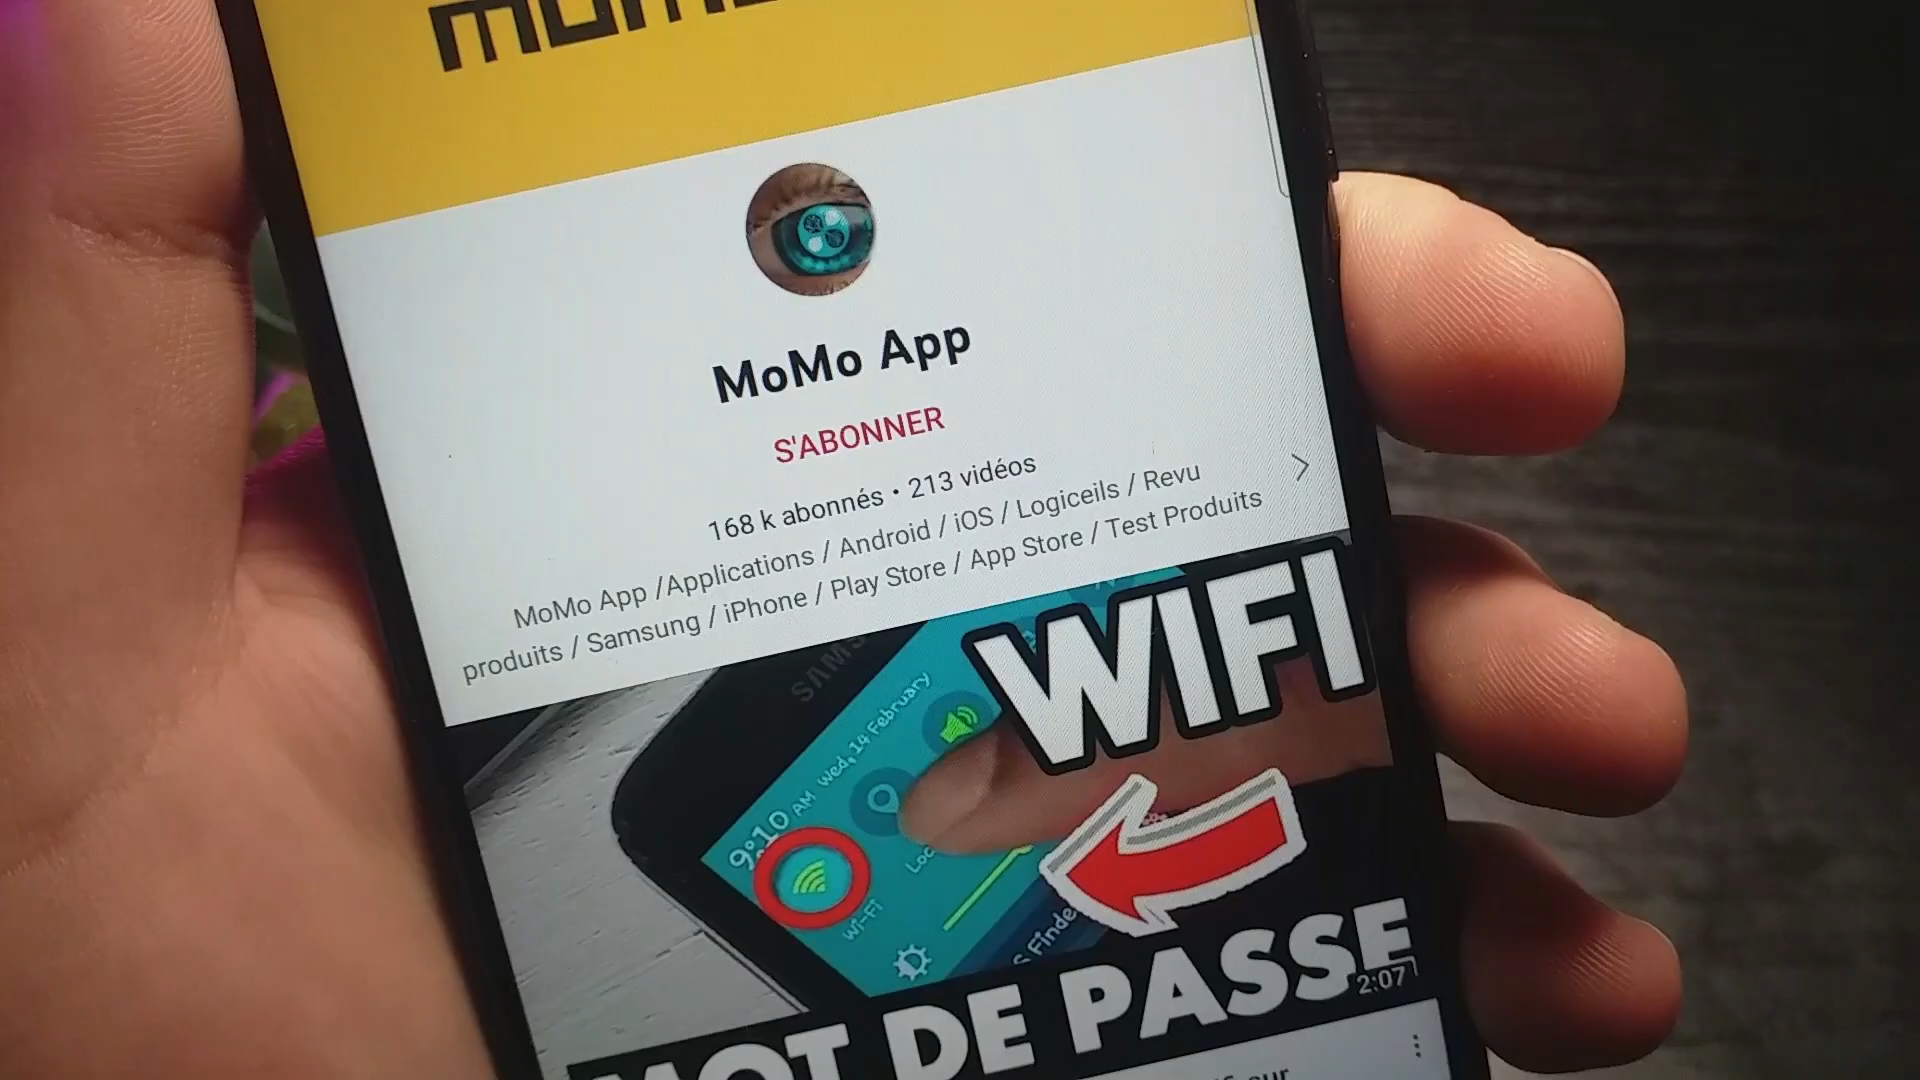 MoMo App
S'ABONNER
168 k abonnés • 213 vidéos
MoMo App /Applications / Android / iOS / Logiceils / Revu
produits / Samsung / iPhone / Play Store / App Store / Test Produits
WIFI
9:10 AM Wed, 14 February
Wi-Fi
S Finde
MOT DE PASSE
2:07